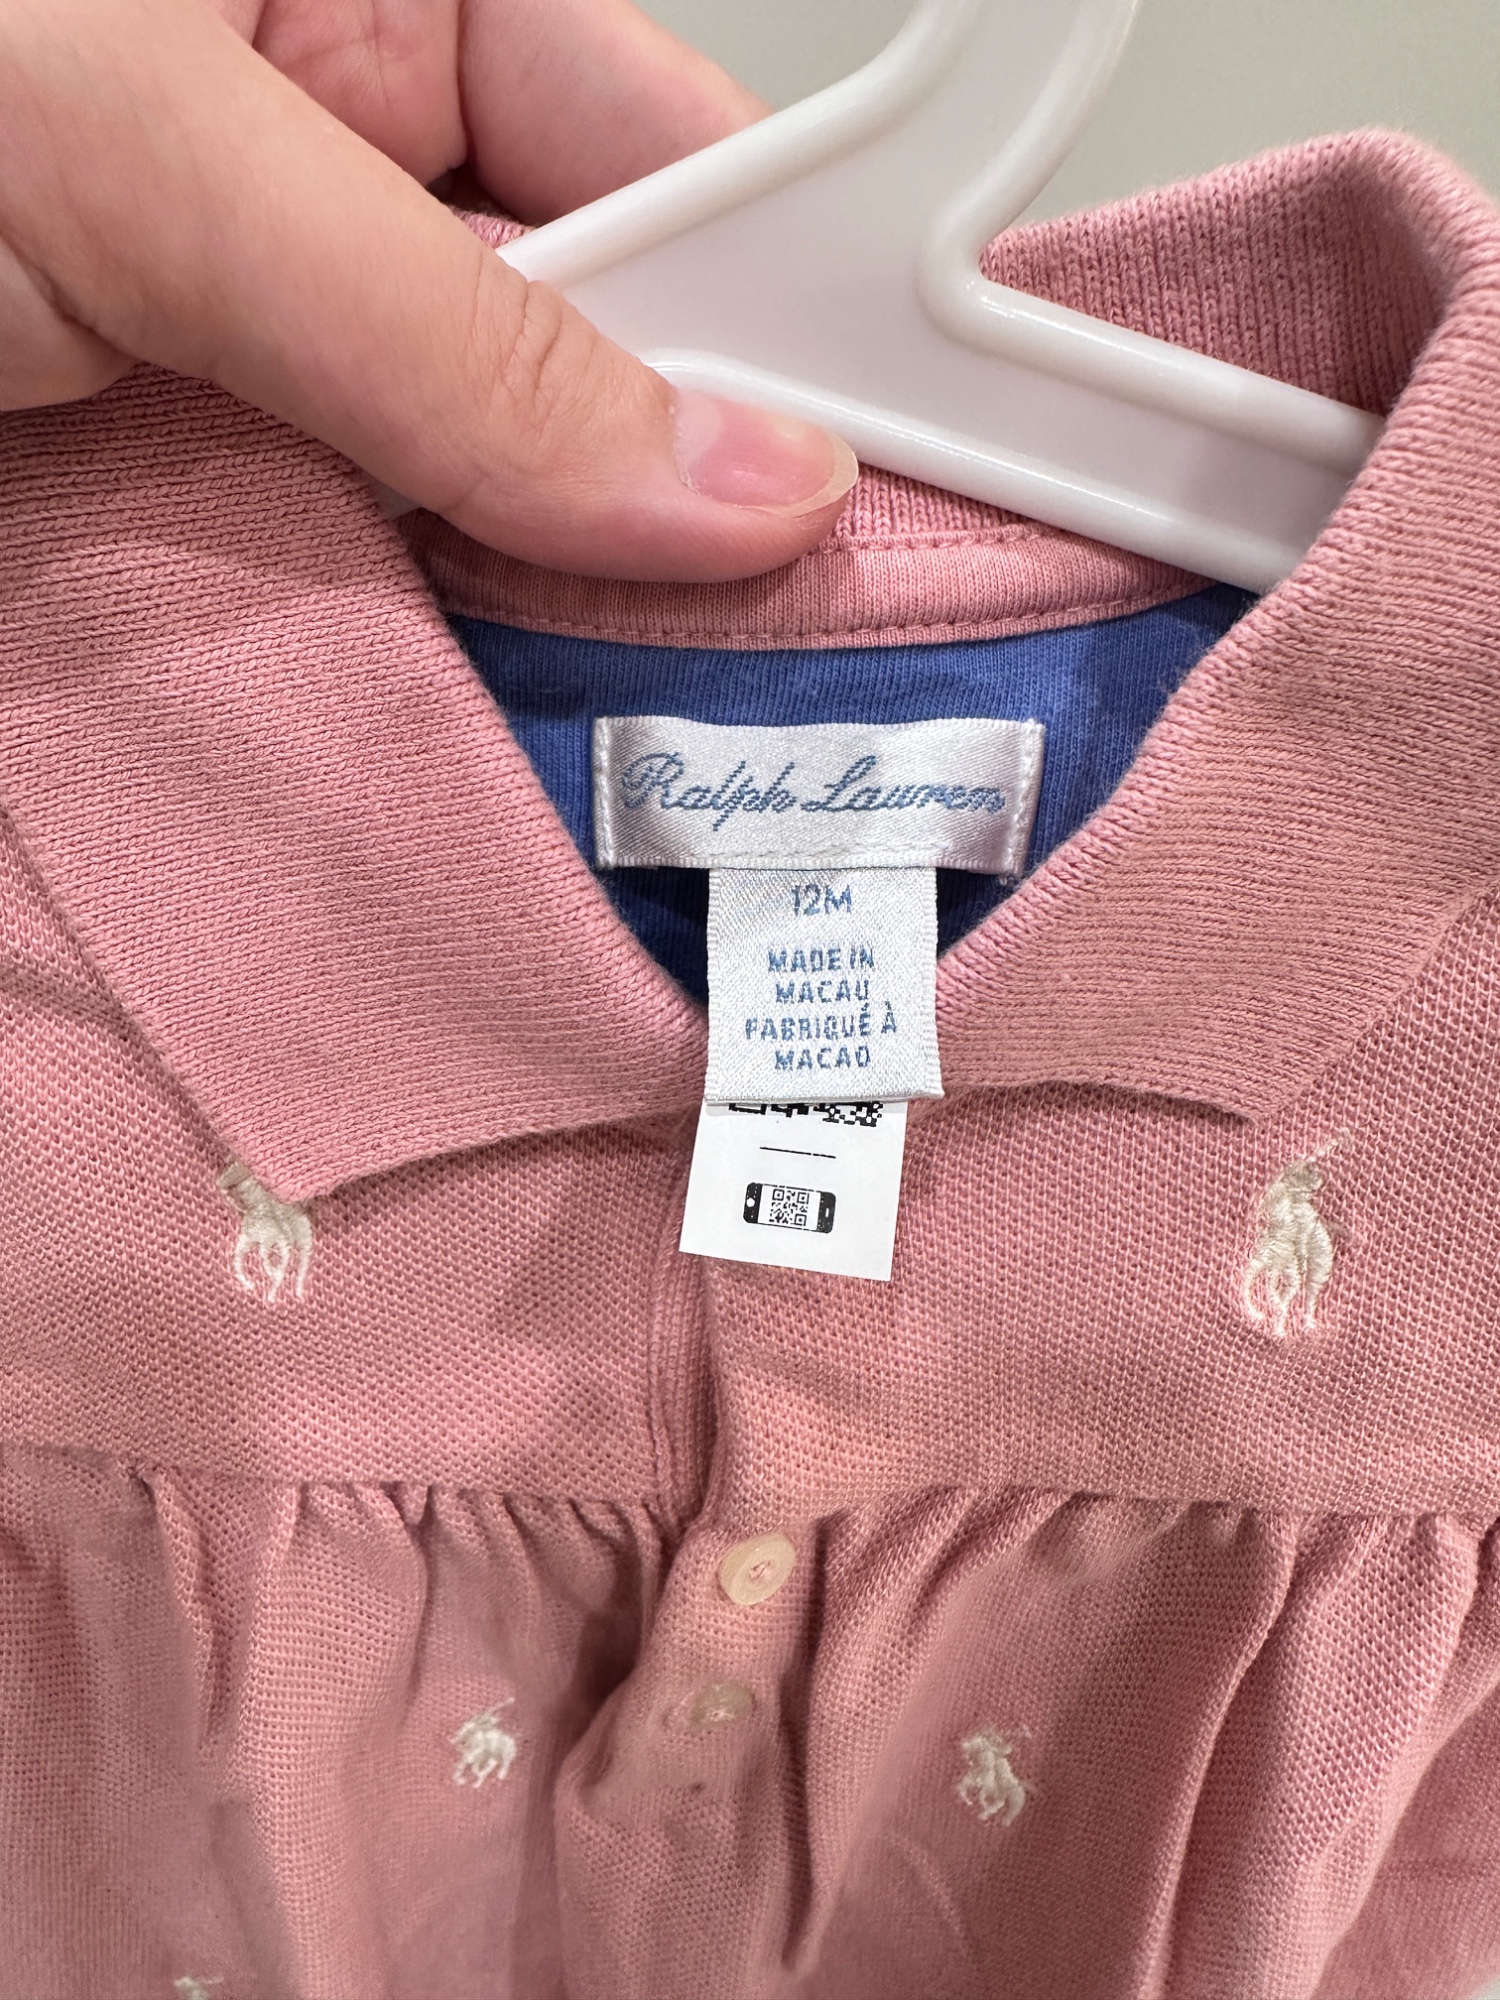 Ralph Lauren
12M
MADE IN
MACAU
FABRIQUÉ À
MACAO